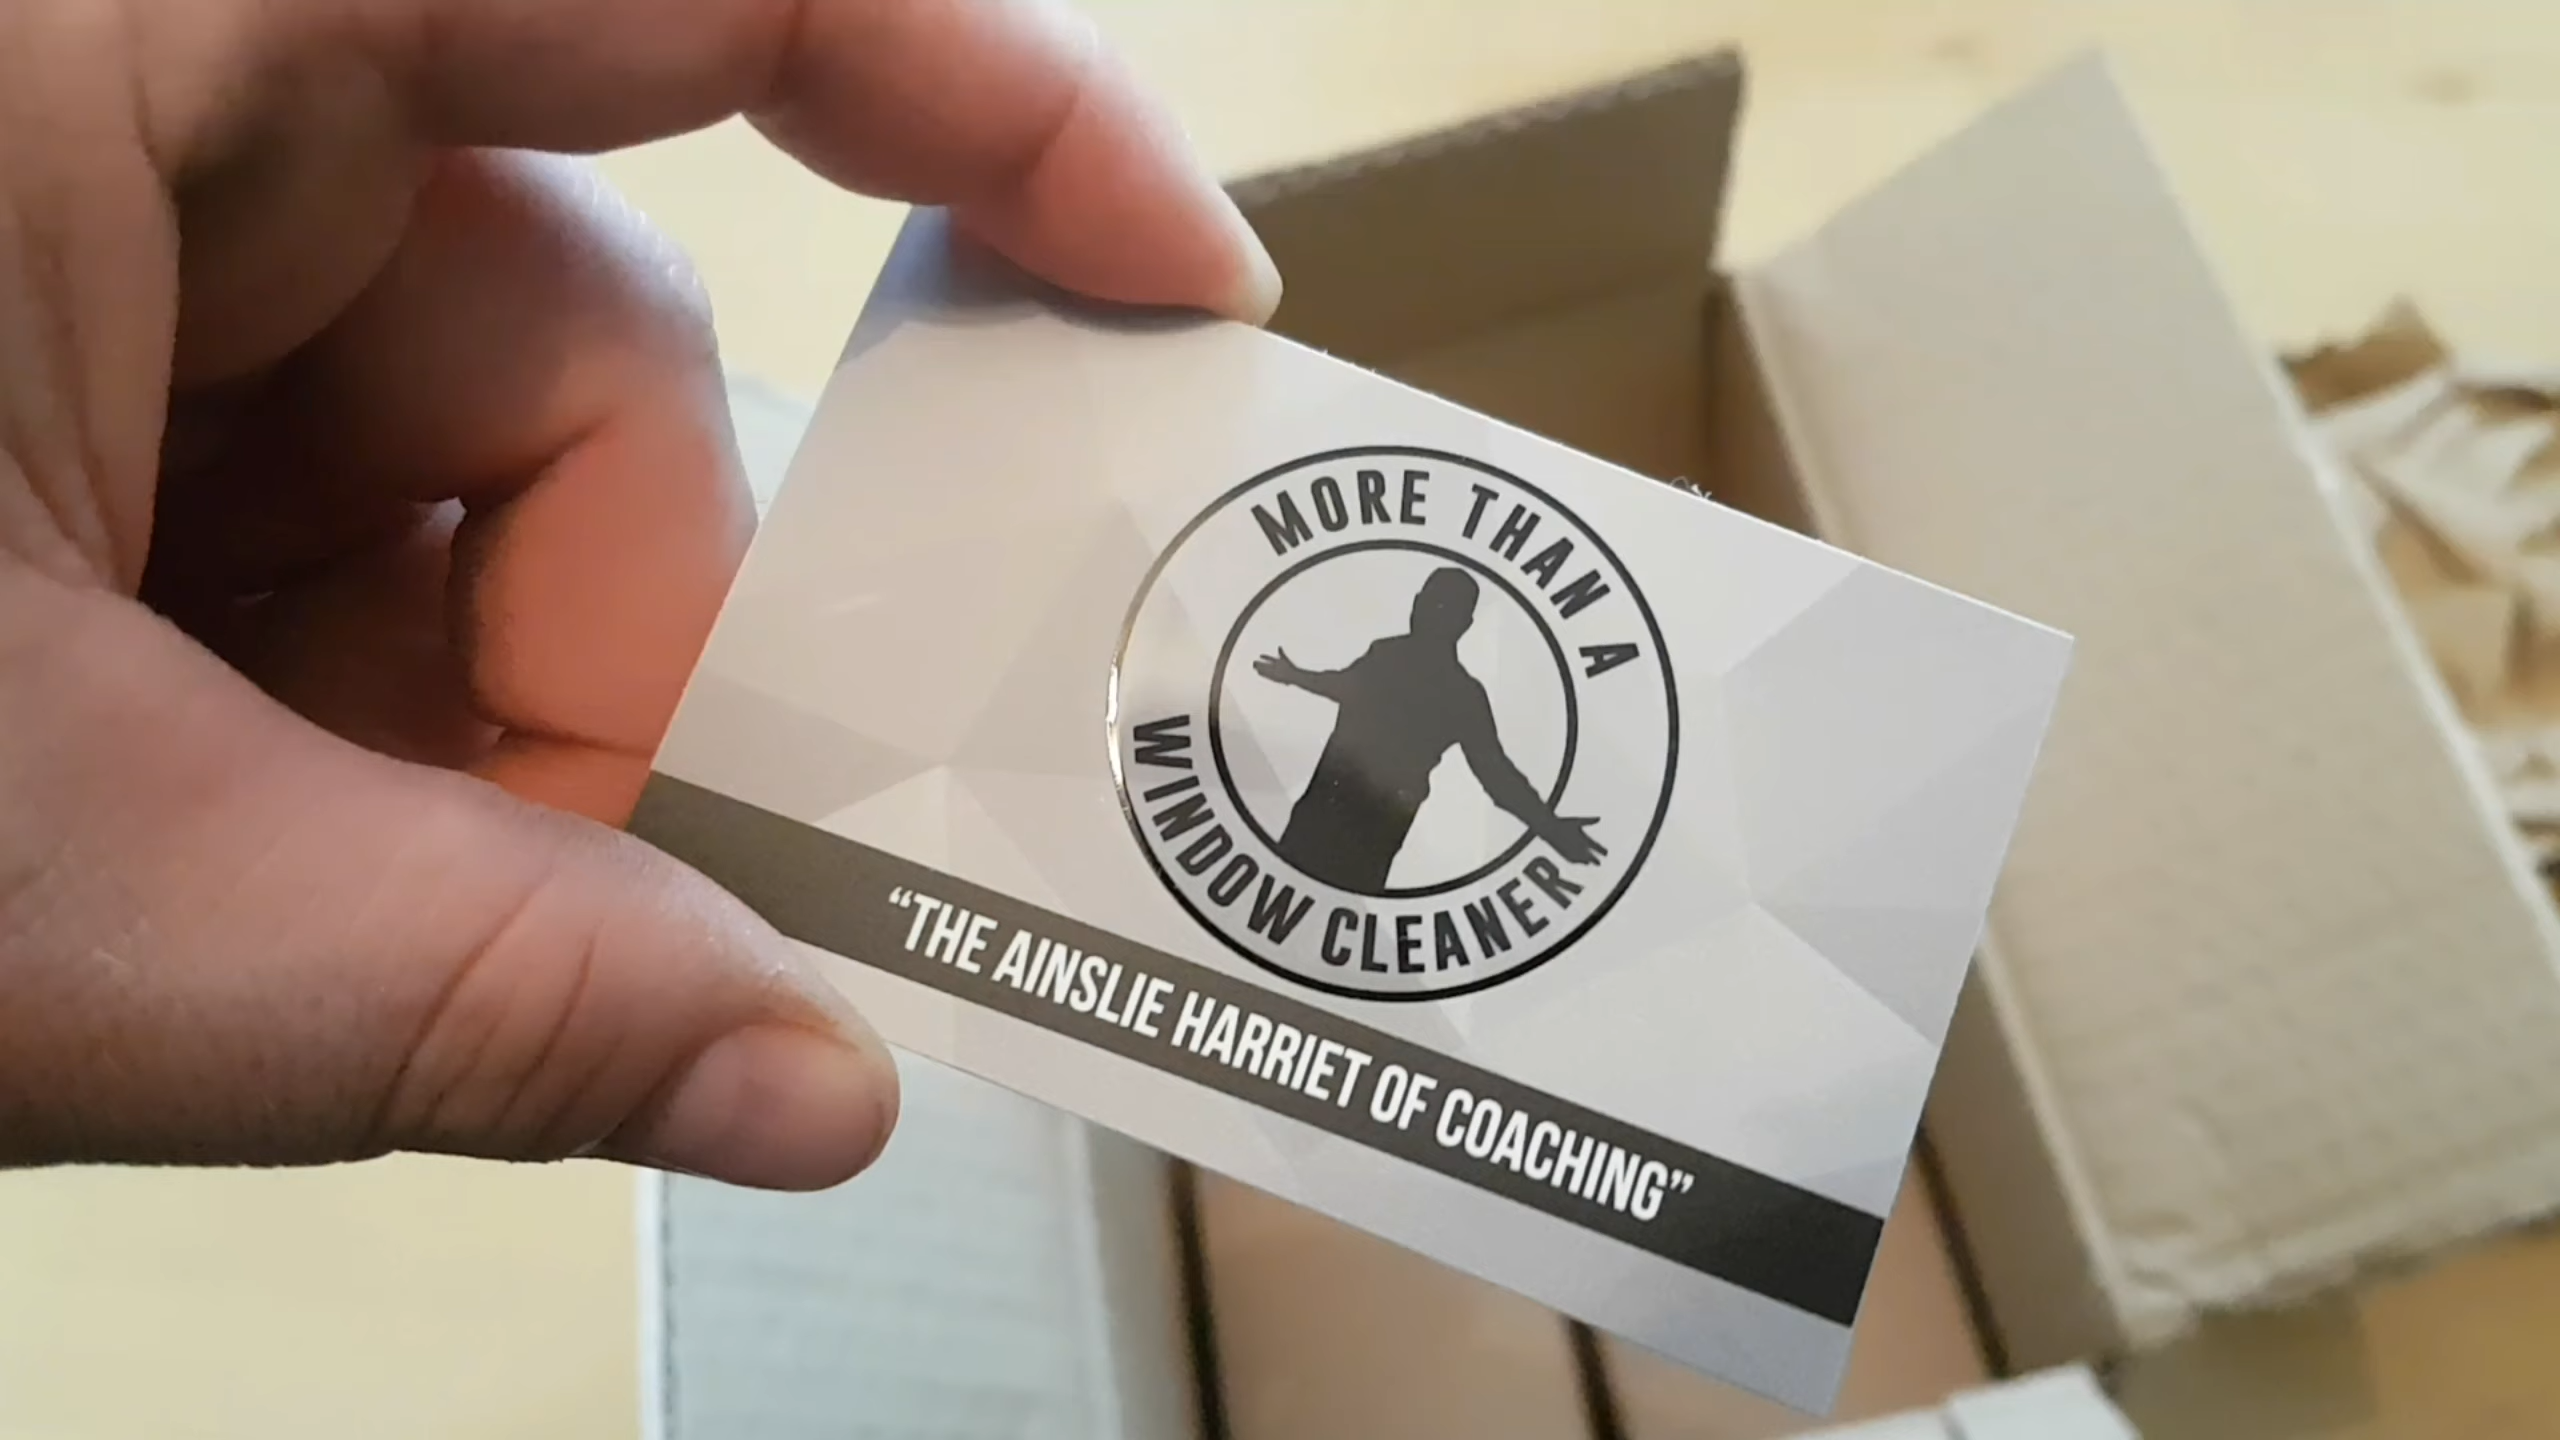 MORE THAN A
WINDOW CLEANER
“THE AINSLIE HARRIET OF COACHING”